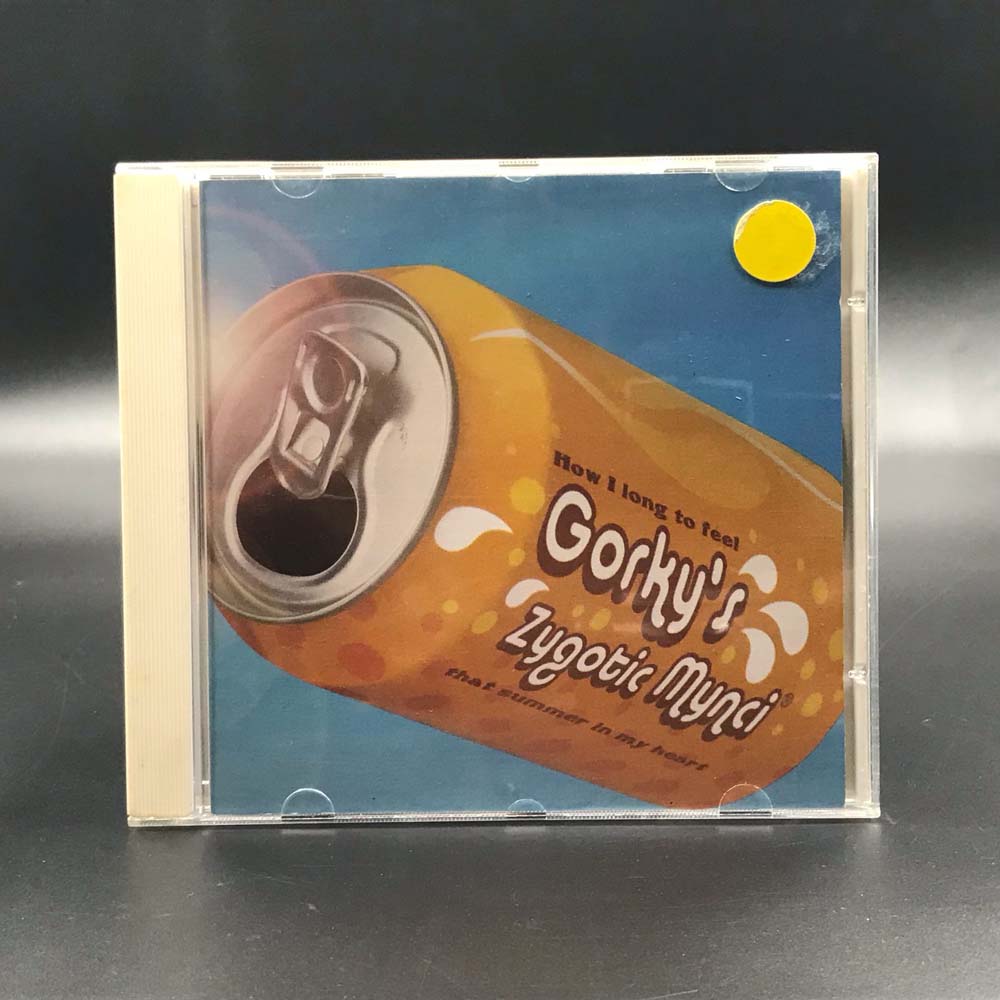 How I long to feel
Gorky's
Zygotic Mynci®
that summer in my heart